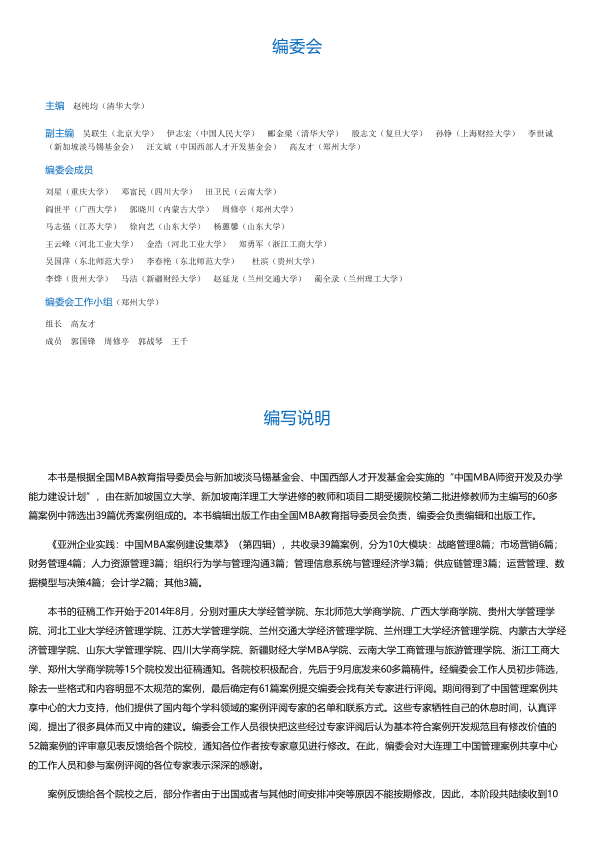 编委会
主编　赵纯均（清华大学）
副主编　吴联生（北京大学）　伊志宏（中国人民大学）　郦金梁（清华大学）　殷志文（复旦大学）　孙铮（上海财经大学）　李世诚
（新加坡淡马锡基金会）　汪文斌（中国西部人才开发基金会）　高友才（郑州大学）
编委会成员
刘星（重庆大学）　邓富民（四川大学）　田卫民（云南大学）
阎世平（广西大学）　郭晓川（内蒙古大学）　周修亭（郑州大学）
马志强（江苏大学）　徐向艺（山东大学）　杨蕙馨（山东大学）
王云峰（河北工业大学）　金浩（河北工业大学）　郑勇军（浙江工商大学）
吴国萍（东北师范大学）　李春艳（东北师范大学）　杜滨（贵州大学）
李烨（贵州大学）　马洁（新疆财经大学）　赵延龙（兰州交通大学）　蔺全录（兰州理工大学）
编委会工作小组（郑州大学）
组长　高友才
成员　郭国锋　周修亭　郭战琴　王千
编写说明
本书是根据全国MBA教育指导委员会与新加坡淡马锡基金会、中国西部人才开发基金会实施的“中国MBA师资开发及办学
能力建设计划”，由在新加坡国立大学、新加坡南洋理工大学进修的教师和项目二期受援院校第二批进修教师为主编写的60多
篇案例中筛选出39篇优秀案例组成的。本书编辑出版工作由全国MBA教育指导委员会负责，编委会负责编辑和出版工作。
《亚洲企业实践：中国MBA案例建设集萃》（第四辑），共收录39篇案例，分为10大模块：战略管理8篇；市场营销6篇；
财务管理4篇；人力资源管理3篇；组织行为学与管理沟通3篇；管理信息系统与管理经济学3篇；供应链管理3篇；运营管理、数
据模型与决策4篇；会计学2篇；其他3篇。
本书的征稿工作开始于2014年8月，分别对重庆大学经管学院、东北师范大学商学院、广西大学商学院、贵州大学管理学
院、河北工业大学经济管理学院、江苏大学管理学院、兰州交通大学经济管理学院、兰州理工大学经济管理学院、内蒙古大学经
济管理学院、山东大学管理学院、四川大学商学院、新疆财经大学MBA学院、云南大学工商管理与旅游管理学院、浙江工商大
学、郑州大学商学院等15个院校发出征稿通知。各院校积极配合，先后于9月底发来60多篇稿件。经编委会工作人员初步筛选，
除去一些格式和内容明显不太规范的案例，最后确定有61篇案例提交编委会找有关专家进行评阅。期间得到了中国管理案例共
享中心的大力支持，他们提供了国内每个学科领域的案例评阅专家的名单和联系方式。这些专家牺牲自己的休息时间，认真评
阅，提出了很多具体而又中肯的建议。编委会工作人员很快把这些经过专家评阅后认为基本符合案例开发规范且有修改价值的
52篇案例的评审意见表反馈给各个院校，通知各位作者按专家意见进行修改。在此，编委会对大连理工中国管理案例共享中心
的工作人员和参与案例评阅的各位专家表示深深的感谢。
案例反馈给各个院校之后，部分作者由于出国或者与其他时间安排冲突等原因不能按期修改，因此，本阶段共陆续收到10